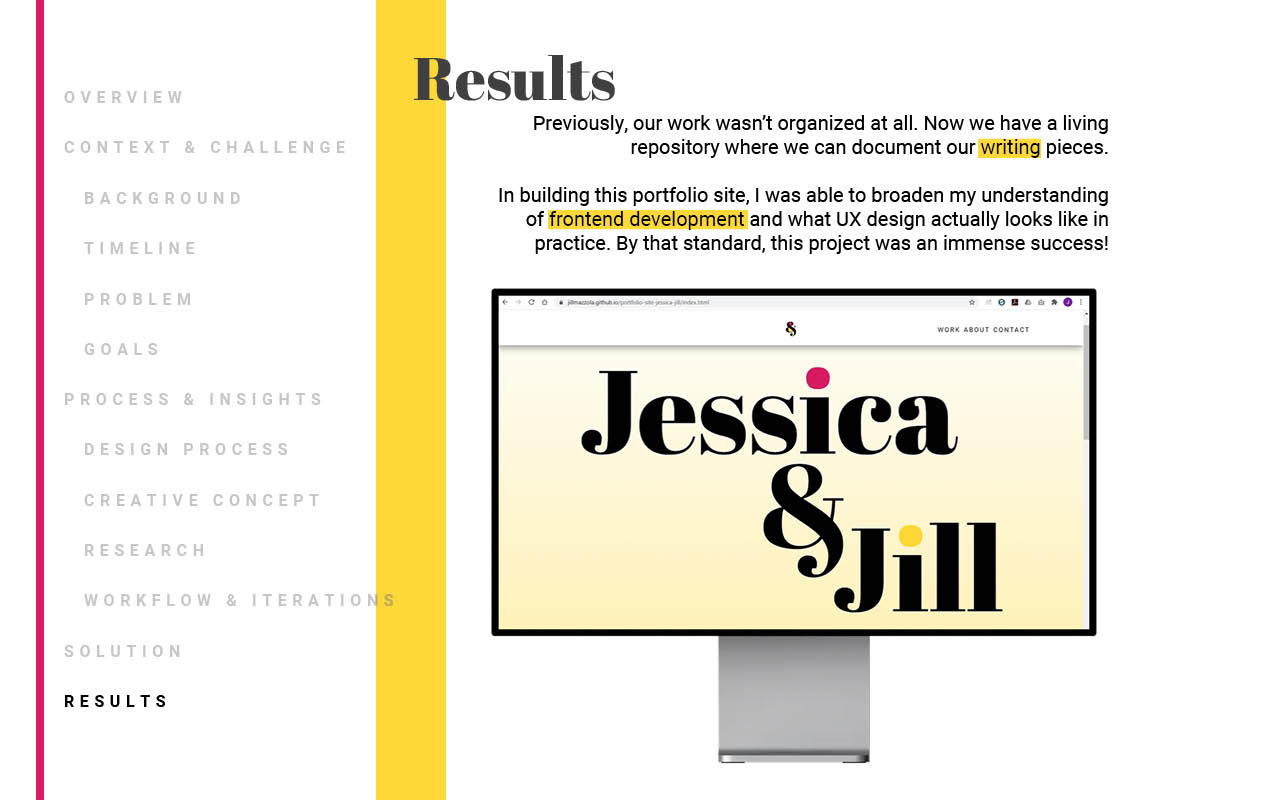 OVERVIEW
CONTEXT & CHALLENGE
BACKGROUND
TIMELINE
PROBLEM
GOALS
PROCESS & INSIGHTS
DESIGN PROCESS
CREATIVE CONCEPT
RESEARCH
WORKFLOW & ITERATIONS
SOLUTION
RESULTS
Results
Previously, our work wasn’t organized at all. Now we have a living
repository where we can document our writing pieces.
In building this portfolio site, I was able to broaden my understanding
of frontend development and what UX design actually looks like in
practice. By that standard, this project was an immense success!
jillmazzola.github.io/portfolio-site-jessica-jill/index.html
&
WORK ABOUT CONTACT
Jessica
&
Jill